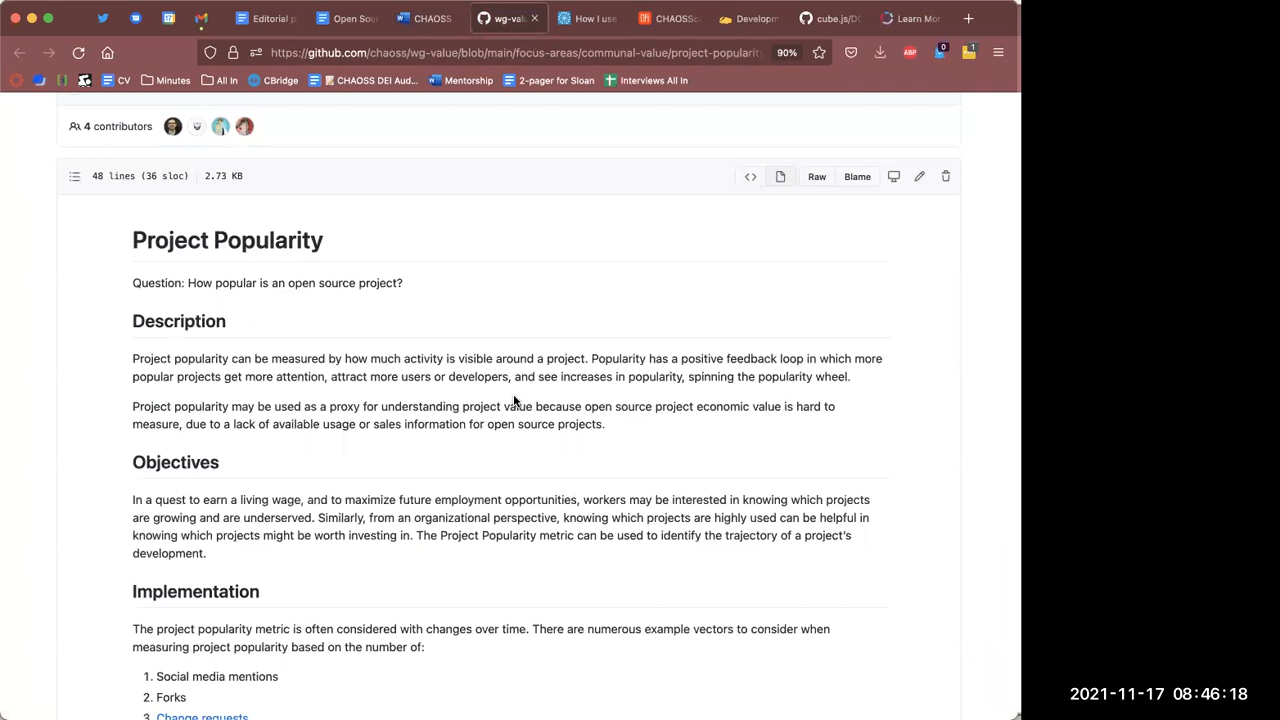 Editorial p
Open Sou
CHAOSS
wg-valu
How I use
CHAOSSca
Developm
cube.js/DC
Learn Mor
https://github.com/chaoss/wg-value/blob/main/focus-areas/communal-value/project-popularity
90%
ABP
0
1
CV
Minutes
All In
CBridge
CHAOSS DEI Aud...
Mentorship
2-pager for Sloan
Interviews All In
4 contributors
48 lines (36 sloc) | 2.73 KB
Raw
Blame
Project Popularity
Question: How popular is an open source project?
Description
Project popularity can be measured by how much activity is visible around a project. Popularity has a positive feedback loop in which more
popular projects get more attention, attract more users or developers, and see increases in popularity, spinning the popularity wheel.
Project popularity may be used as a proxy for understanding project value because open source project economic value is hard to
measure, due to a lack of available usage or sales information for open source projects.
Objectives
In a quest to earn a living wage, and to maximize future employment opportunities, workers may be interested in knowing which projects
are growing and are underserved. Similarly, from an organizational perspective, knowing which projects are highly used can be helpful in
knowing which projects might be worth investing in. The Project Popularity metric can be used to identify the trajectory of a project's
development.
Implementation
The project popularity metric is often considered with changes over time. There are numerous example vectors to consider when
measuring project popularity based on the number of:
1. Social media mentions
2. Forks
3. Change requests
2021-11-17 08:46:18